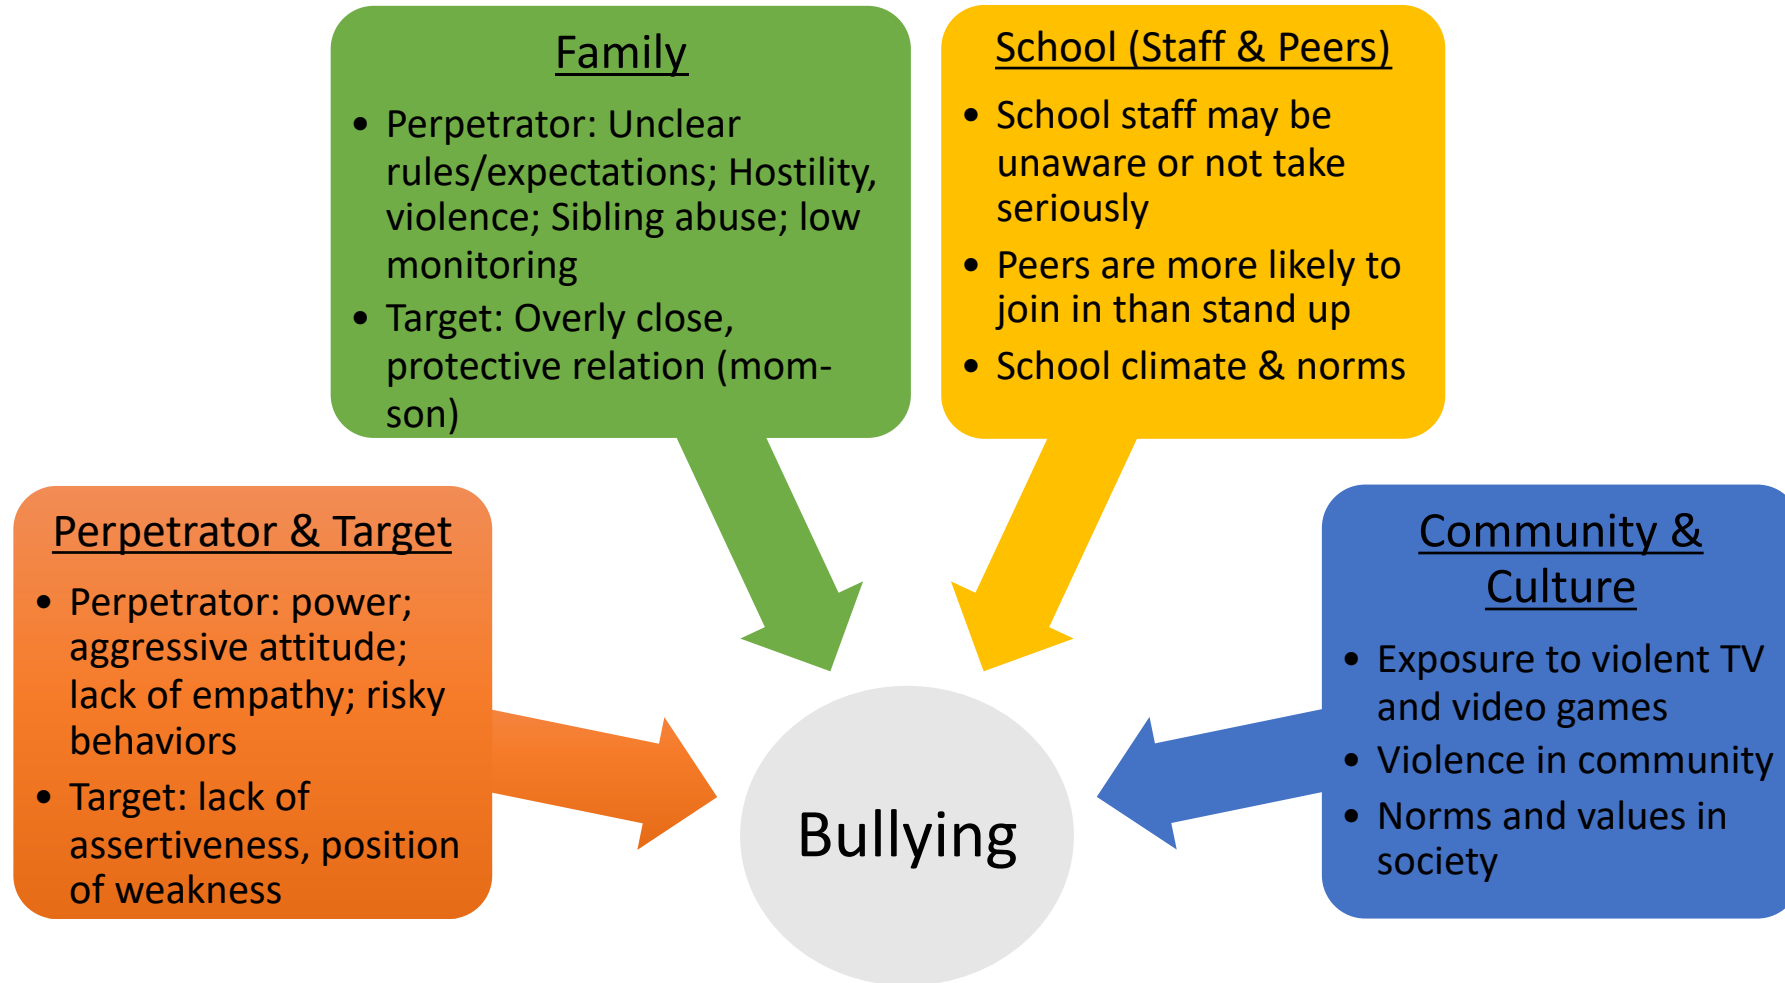 Family
• Perpetrator: Unclear
rules/expectations; Hostility,
violence; Sibling abuse; low
monitoring
• Target: Overly close,
protective relation (mom-
son)
School (Staff & Peers)
• School staff may be
unaware or not take
seriously
• Peers are more likely to
join in than stand up
• School climate & norms
Perpetrator & Target
• Perpetrator: power;
aggressive attitude;
lack of empathy; risky
behaviors
• Target: lack of
assertiveness, position
of weakness
Community &
Culture
• Exposure to violent TV
and video games
• Violence in community
• Norms and values in
society
Bullying